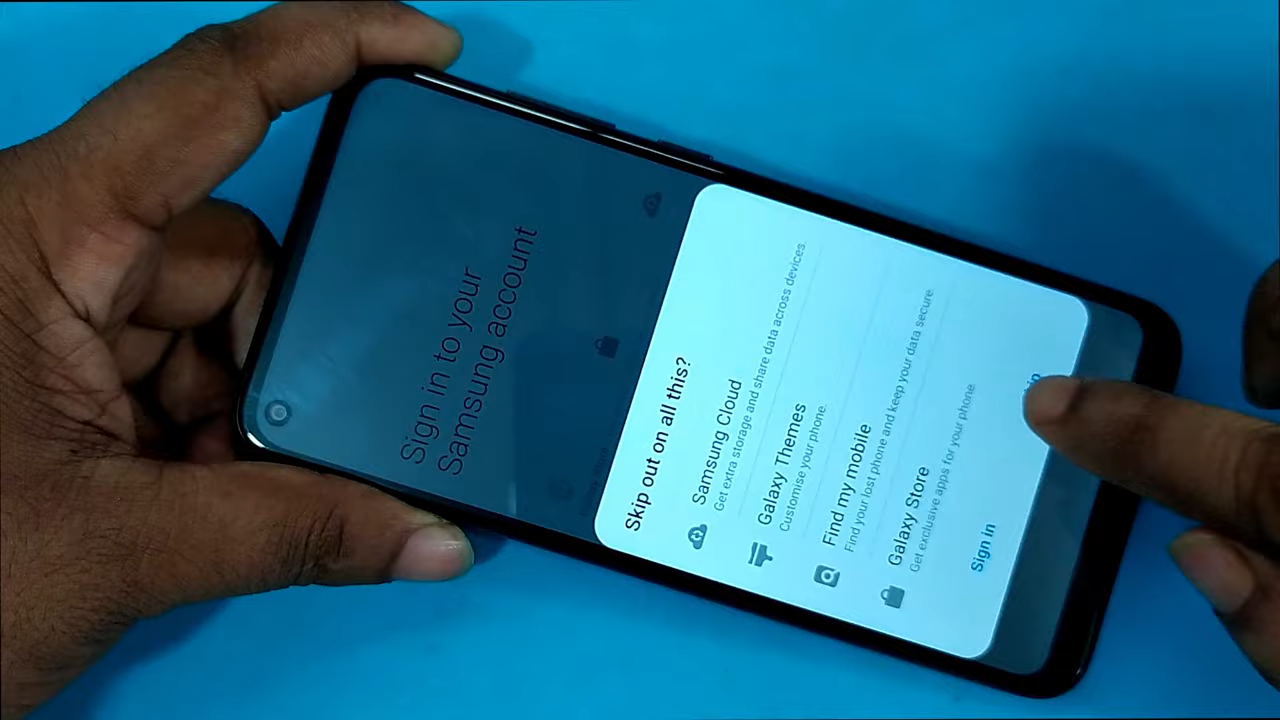 Sign in to your
Samsung account
Skip out on all this?
Samsung Cloud
Get extra storage and share data across devices.
Galaxy Themes
Customise your phone.
Find my mobile
Find your lost phone and keep your data secure.
Galaxy Store
Get exclusive apps for your phone.
Sign in